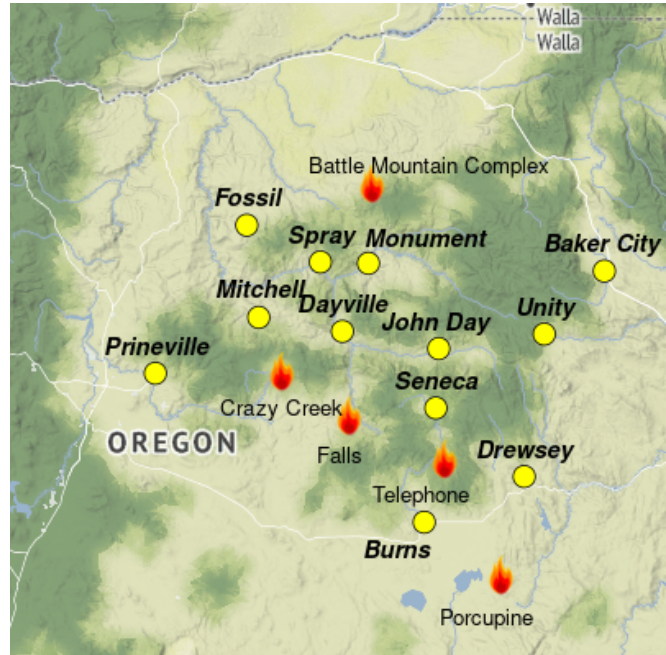 Walla
Walla
Battle Mountain Complex
Fossil
Spray
Monument
Baker City
Mitchell
Dayville
John Day
Unity
Prineville
Seneca
Crazy Creek
OREGON
Falls
Drewsey
Telephone
Burns
Porcupine